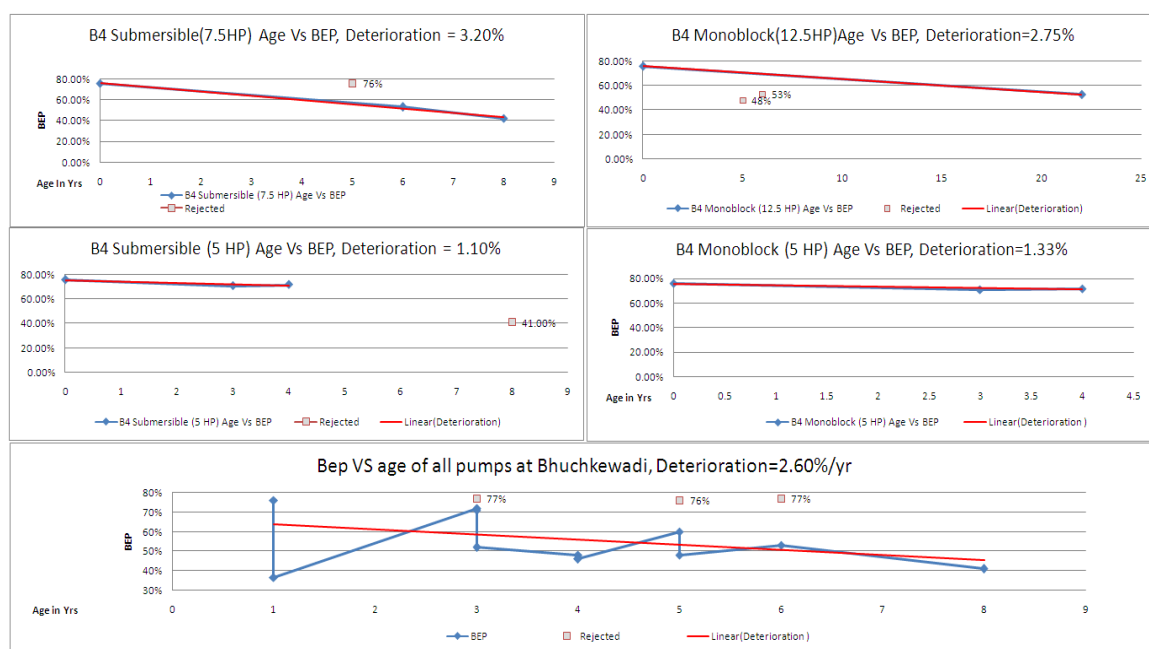 B4 Submersible(7.5HP) Age Vs BEP, Deterioration = 3.20%
80.00%
60.00%
40.00%
20.00%
0.00%
BEP
76%
Age In Yrs
0 1 2 3 4 5 6 7 8 9
B4 Submersible (7.5 HP) Age Vs BEP
Rejected
B4 Monoblock(12.5HP)Age Vs BEP, Deterioration=2.75%
80.00%
60.00%
40.00%
20.00%
0.00%
48%
53%
0 5 10 15 20 25
B4 Monoblock (12.5 HP) Age Vs BEP Rejected Linear(Deterioration)
B4 Submersible (5 HP) Age Vs BEP, Deterioration = 1.10%
80.00%
60.00%
40.00%
20.00%
0.00%
41.00%
0 1 2 3 4 5 6 7 8 9
B4 Submersible (5 HP) Age Vs BEP Rejected Linear(Deterioration)
B4 Monoblock (5 HP) Age Vs BEP, Deterioration=1.33%
80.00%
60.00%
40.00%
20.00%
0.00%
BEP
Age in Yrs
0 0.5 1 1.5 2 2.5 3 3.5 4 4.5
B4 Monoblock (5 HP) Age Vs BEP Linear(Deterioration )
Bep VS age of all pumps at Bhuchkewadi, Deterioration=2.60%/yr
80%
70%
60%
50%
40%
30%
BEP
77%
76%
77%
Age in Yrs
0 1 2 3 4 5 6 7 8 9
BEP Rejected Linear(Deterioration )